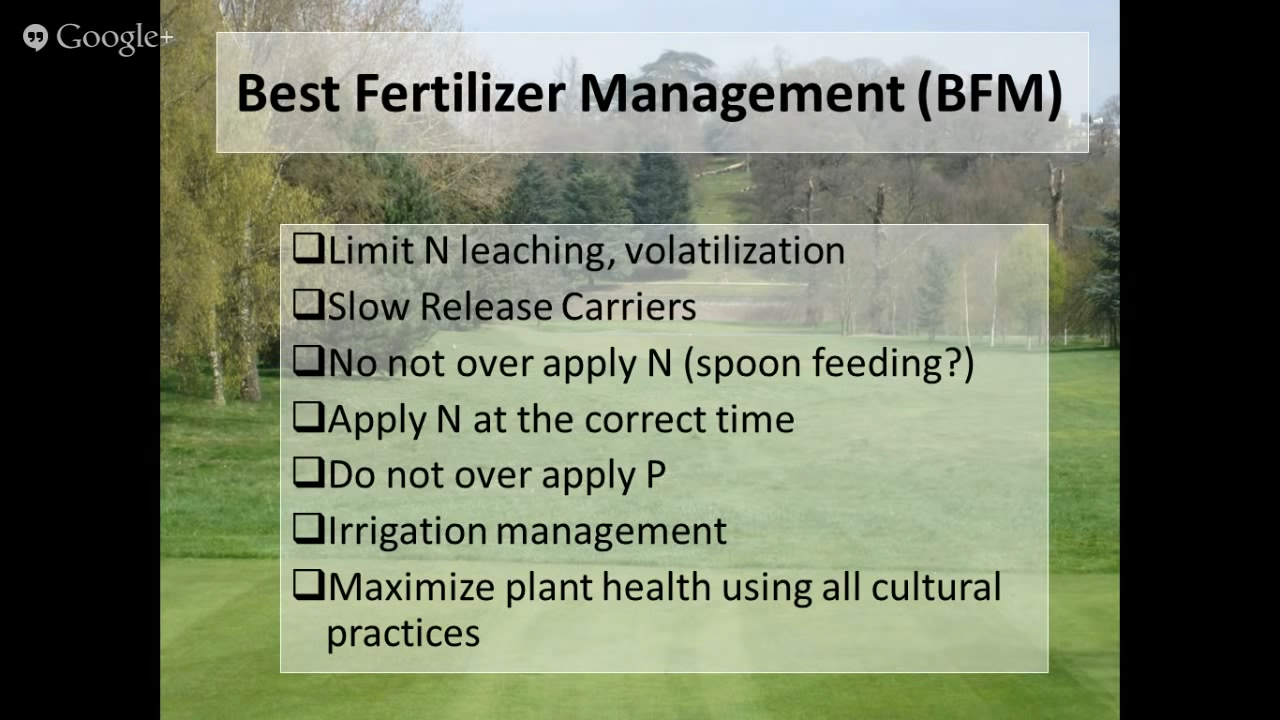 Google+
Best Fertilizer Management (BFM)
❑Limit N leaching, volatilization
❑Slow Release Carriers
❑No not over apply N (spoon feeding?)
❑Apply N at the correct time
❑Do not over apply P
❑Irrigation management
❑Maximize plant health using all cultural
practices